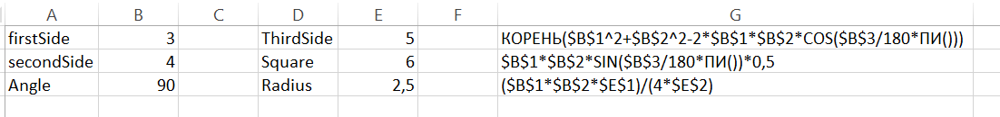 A B C D E F G
firstSide 3 ThirdSide 5 КОРЕНЬ($B$1^2+$B$2^2-2*$B$1*$B$2*COS($B$3/180*ПИ()))
secondSide 4 Square 6 $B$1*$B$2*SIN($B$3/180*ПИ())*0,5
Angle 90 Radius 2,5 ($B$1*$B$2*$E$1)/(4*$E$2)